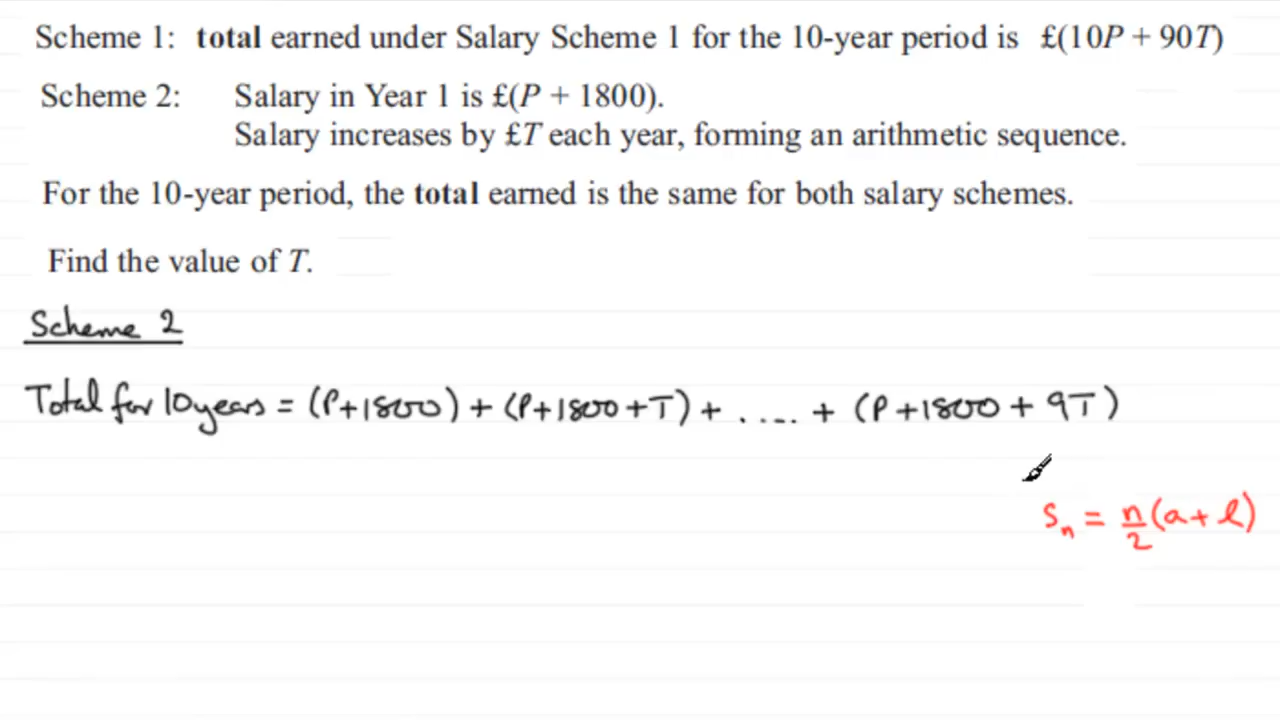 Scheme 1: total earned under Salary Scheme 1 for the 10-year period is £(10P + 90T)
Scheme 2: Salary in Year 1 is £(P + 1800).
Salary increases by £T each year, forming an arithmetic sequence.
For the 10-year period, the total earned is the same for both salary schemes.
Find the value of T.
Scheme 2
Total for 10 years = (P+1800) + (P+1800+T) + .... + (P+1800 + 9T)
Sₙ = n/2 (a + l)